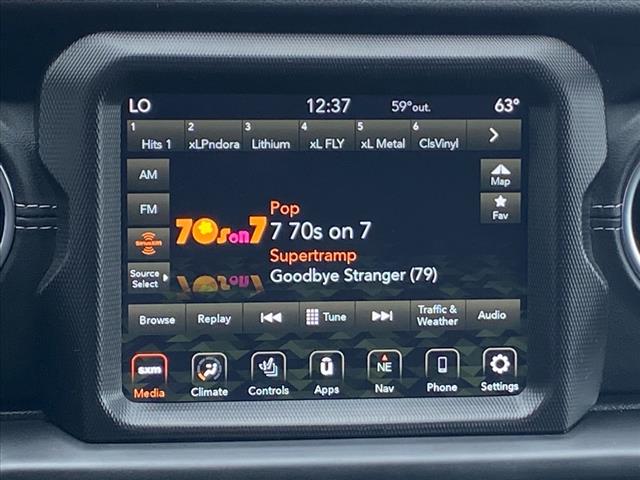 LO 12:37 59°out. 63°
1 2 3 4 5 6
Hits 1 xLPndora Lithium xL FLY xL Metal ClsVinyl
AM
Map
FM
Fav
Pop
70s on 7
7 70s on 7
SiriusXM
Supertramp
Source
Select
Goodbye Stranger (79)
Browse Replay Tune Traffic &
Weather Audio
sxm
Media Climate Controls
û
Apps
NE
Nav Phone Settings